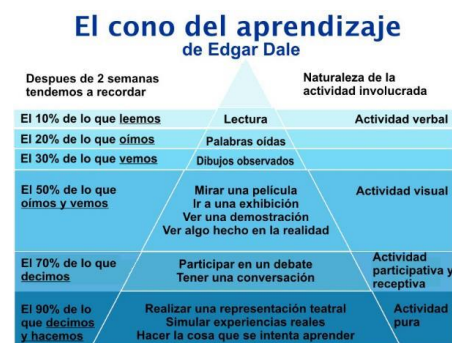 El cono del aprendizaje
de Edgar Dale
Despues de 2 semanas
tendemos a recordar
Naturaleza de la
actividad involucrada
El 10% de lo que leemos
Lectura
Actividad verbal
El 20% de lo que oímos
Palabras oídas
El 30% de lo que vemos
Dibujos observados
El 50% de lo que
oímos y vemos
Mirar una película
Ir a una exhibición
Ver una demostración
Ver algo hecho en la realidad
Actividad visual
El 70% de lo que
decimos
Participar en un debate
Tener una conversación
Actividad
participativa y
receptiva
El 90% de lo
que decimos
y hacemos
Realizar una representación teatral
Simular experiencias reales
Hacer la cosa que se intenta aprender
Actividad
pura